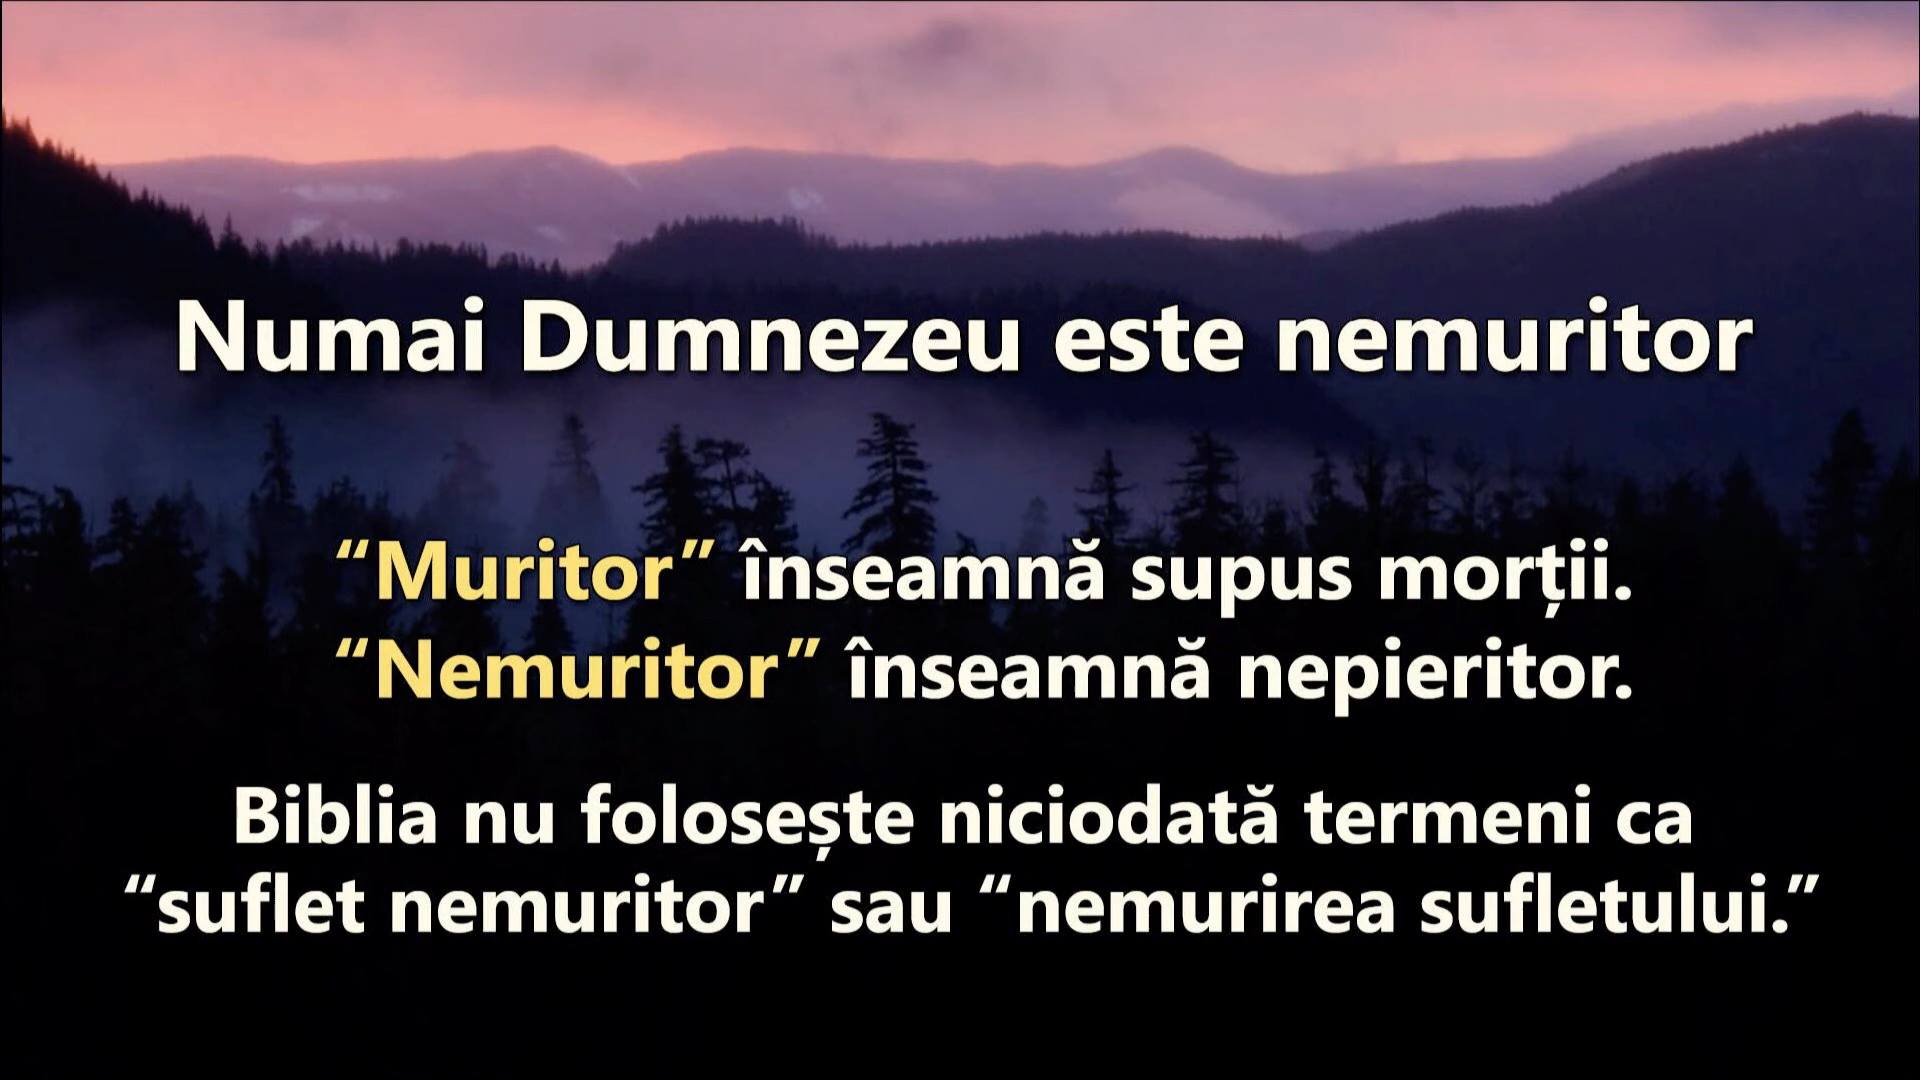 Numai Dumnezeu este nemuritor
“Muritor” înseamnă supus morții.
“Nemuritor” înseamnă nepieritor.
Biblia nu folosește niciodată termeni ca
“suflet nemuritor” sau “nemurirea sufletului.”